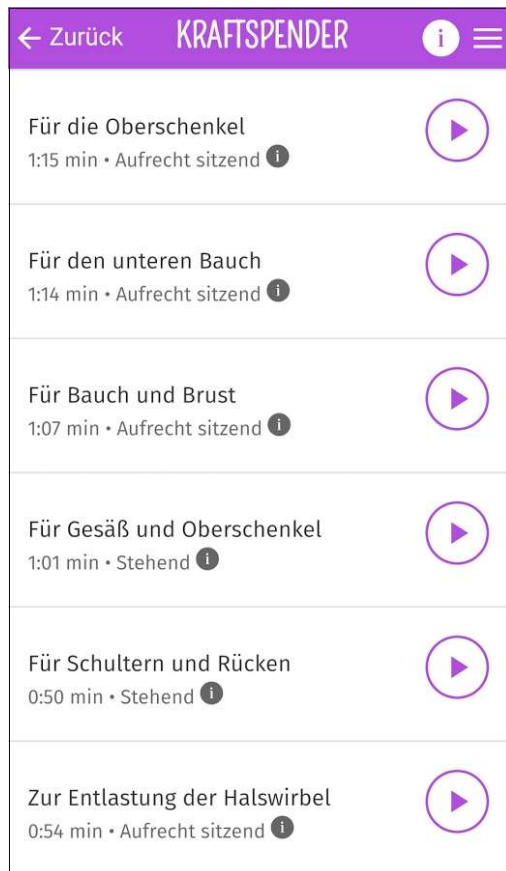 ← Zurück KRAFTSPENDER i
Für die Oberschenkel
1:15 min • Aufrecht sitzend i
Für den unteren Bauch
1:14 min • Aufrecht sitzend i
Für Bauch und Brust
1:07 min • Aufrecht sitzend i
Für Gesäß und Oberschenkel
1:01 min • Stehend i
Für Schultern und Rücken
0:50 min • Stehend i
Zur Entlastung der Halswirbel
0:54 min • Aufrecht sitzend i